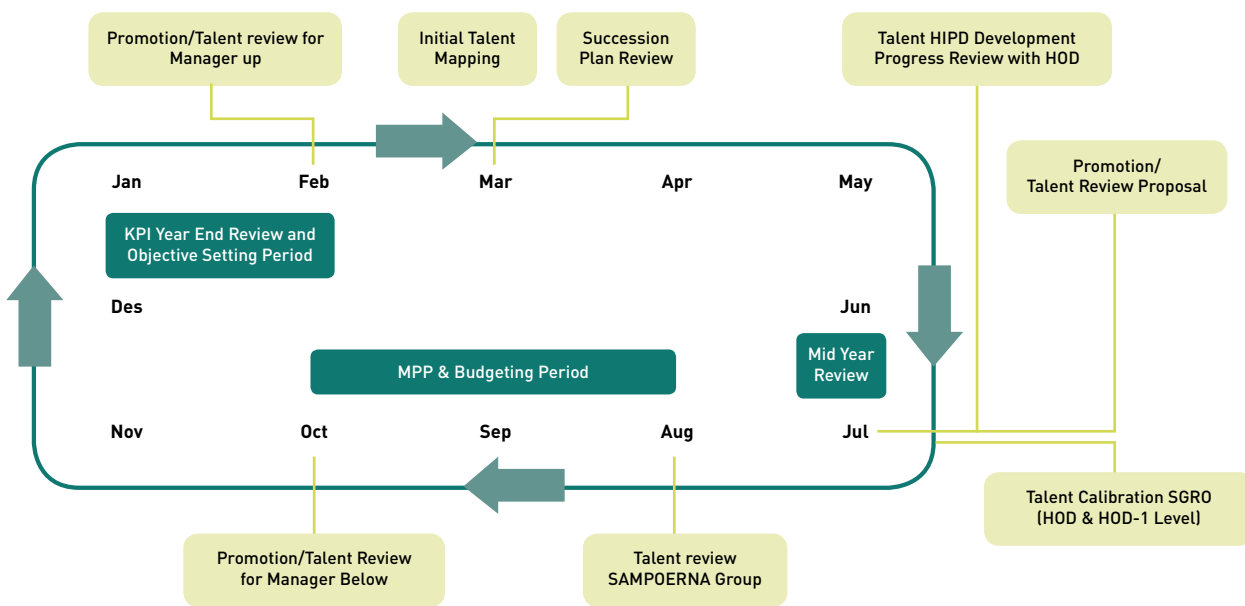 Promotion/Talent review for
Manager up
Initial Talent
Mapping
Succession
Plan Review
Talent HIPD Development
Progress Review with HOD
Promotion/
Talent Review Proposal
Jan
Feb
Mar
Apr
May
KPI Year End Review and
Objective Setting Period
Des
Jun
MPP & Budgeting Period
Mid Year
Review
Nov
Oct
Sep
Aug
Jul
Talent Calibration SGRO
(HOD & HOD-1 Level)
Promotion/Talent Review
for Manager Below
Talent review
SAMPOERNA Group